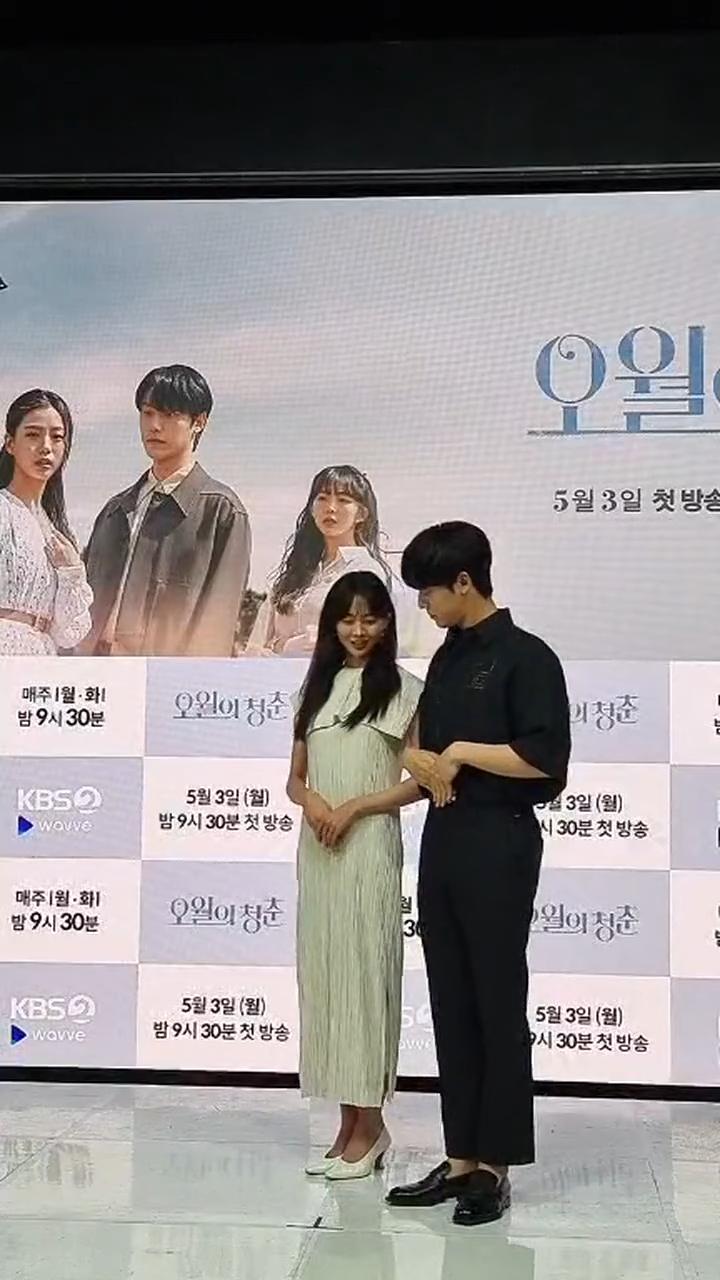 오월
5월 3일 첫방송
매주 월·화
밤 9시 30분
오월의 청춘
의 청춘
KBS2
wavve
5월 3일 (월)
밤 9시 30분 첫 방송
5월 3일 (월)
시 30분 첫 방송
매주 월·화
밤 9시 30분
오월의 청춘
월
30
오월의 청춘
KBS2
wavve
5월 3일 (월)
밤 9시 30분 첫 방송
5월 3일 (월)
9시 30분 첫 방송